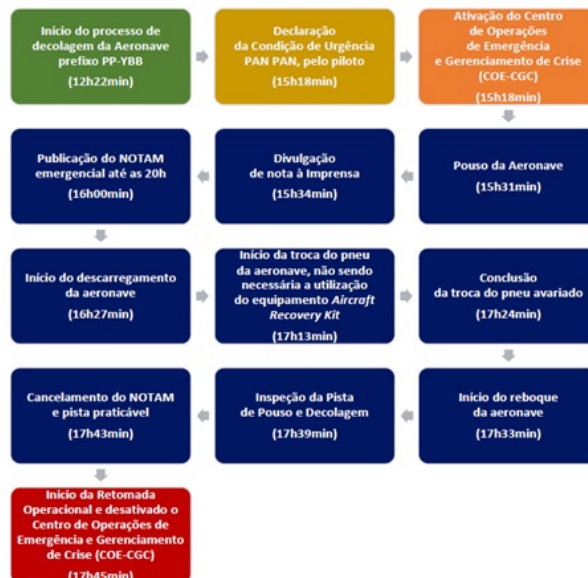 Início do processo de
decolagem da Aeronave
prefixo PP-YBB
(12h22min)
Declaração
da Condição de Urgência
PAN PAN, pelo piloto
(15h18min)
Ativação do Centro
de Operações
de Emergência
e Gerenciamento de Crise
(COE-CGC)
(15h18min)
Pouso da Aeronave
(15h31min)
Divulgação
de nota à Imprensa
(15h34min)
Publicação do NOTAM
emergencial até as 20h
(16h00min)
Início do descarregamento
da aeronave
(16h27min)
Início da troca do pneu
da aeronave, não sendo
necessária a utilização
do equipamento Aircraft
Recovery Kit
(17h13min)
Conclusão
da troca do pneu avariado
(17h24min)
Início do reboque
da aeronave
(17h33min)
Inspeção da Pista
de Pouso e Decolagem
(17h39min)
Cancelamento do NOTAM
e pista praticável
(17h43min)
Início da Retomada
Operacional e desativado o
Centro de Operações de
Emergência e Gerenciamento
de Crise (COE-CGC)
(17h45min)